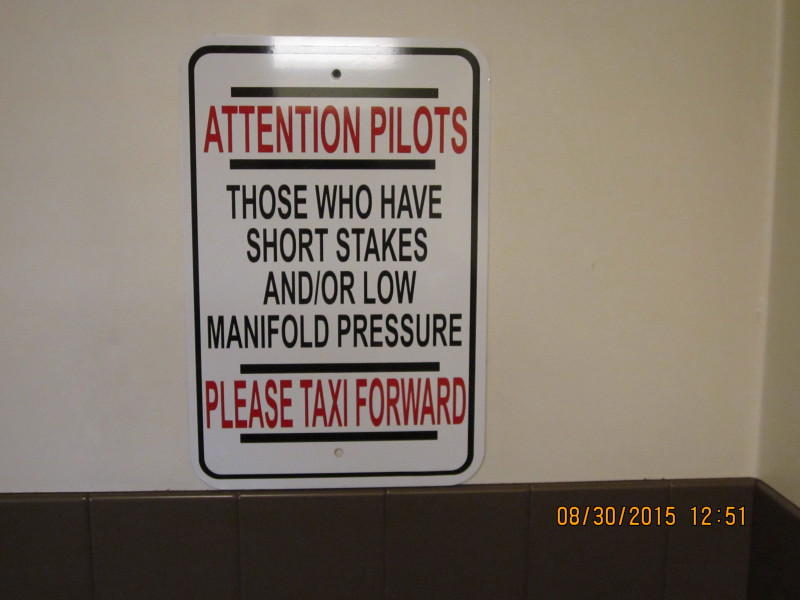 ATTENTION PILOTS
THOSE WHO HAVE
SHORT STAKES
AND/OR LOW
MANIFOLD PRESSURE
PLEASE TAXI FORWARD
08/30/2015 12:51